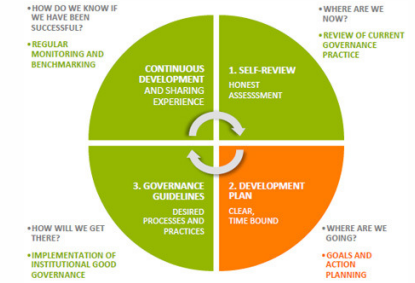 •HOW DO WE KNOW IF
WE HAVE BEEN
SUCCESSFUL?
•REGULAR
MONITORING AND
BENCHMARKING
•WHERE ARE WE
NOW?
•REVIEW OF CURRENT
GOVERNANCE
PRACTICE
CONTINUOUS
DEVELOPMENT
AND SHARING
EXPERIENCE
1. SELF-REVIEW
HONEST
ASSESSSMENT
3. GOVERNANCE
GUIDELINES
DESIRED
PROCESSES AND
PRACTICES
2. DEVELOPMENT
PLAN
CLEAR,
TIME BOUND
•HOW WILL WE GET
THERE?
•IMPLEMENTATION OF
INSTITUTIONAL GOOD
GOVERNANCE
•WHERE ARE WE
GOING?
•GOALS AND
ACTION
PLANNING